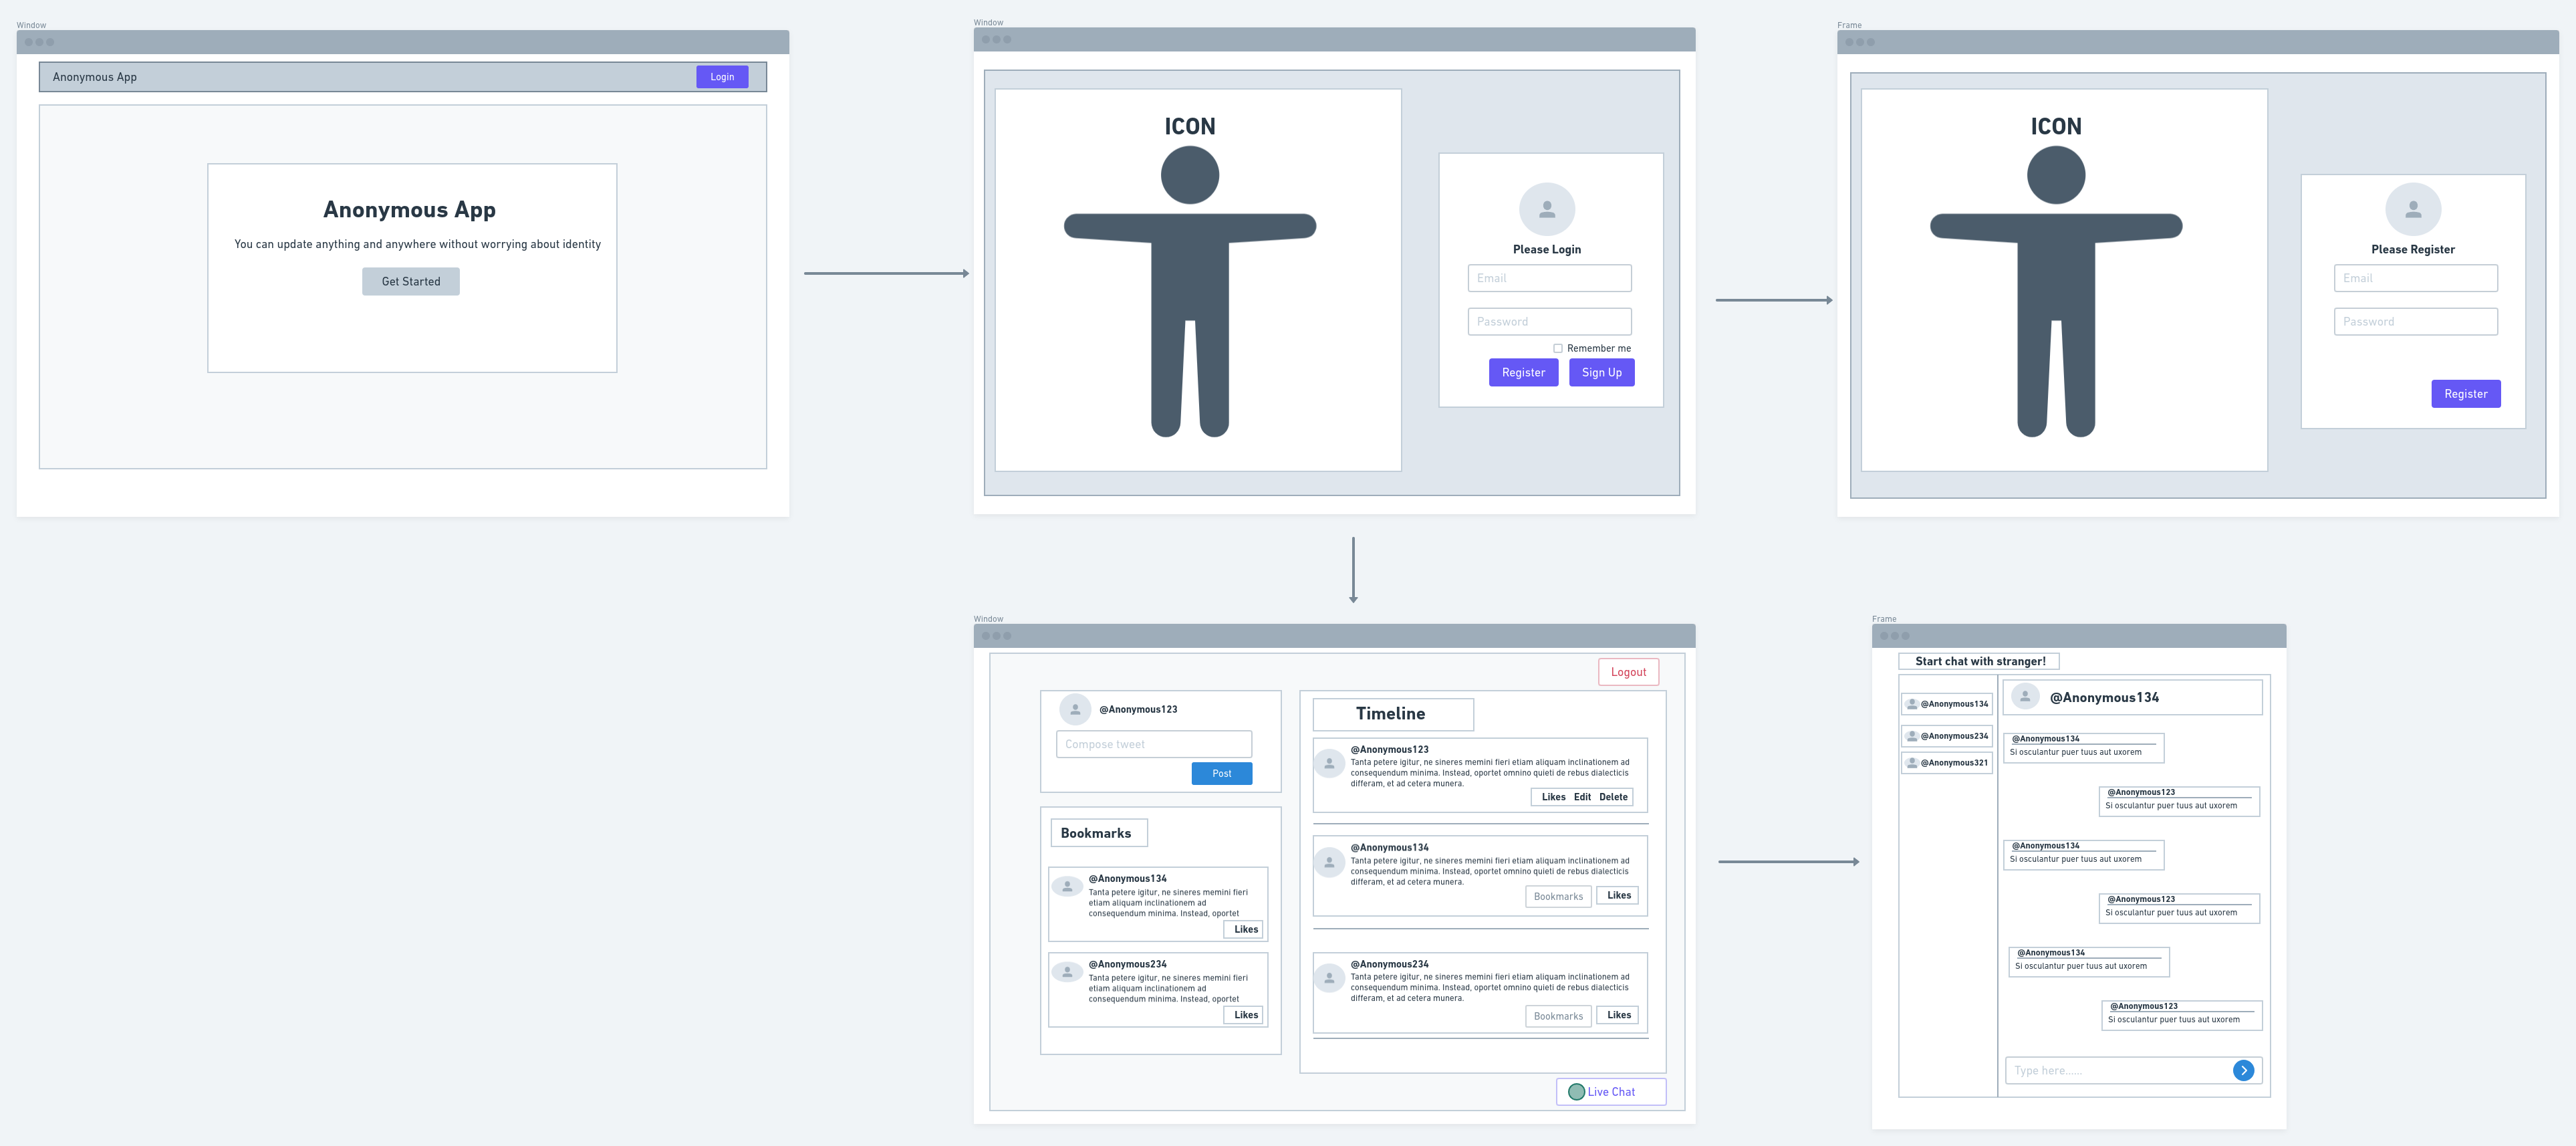 Window
Anonymous App
Login
Anonymous App
You can update anything and anywhere without worrying about identity
Get Started
Window
ICON
Please Login
Email
Password
Remember me
Register
Sign Up
Frame
ICON
Please Register
Email
Password
Register
Window
Logout
@Anonymous123
Compose tweet
Post
Bookmarks
@Anonymous134
Tanta petere igitur, ne sineres memini fieri
etiam aliquam inclinationem ad
consequendum minima. Instead, oportet
Likes
@Anonymous234
Tanta petere igitur, ne sineres memini fieri
etiam aliquam inclinationem ad
consequendum minima. Instead, oportet
Likes
Timeline
@Anonymous123
Tanta petere igitur, ne sineres memini fieri etiam aliquam inclinationem ad
consequendum minima. Instead, oportet omnino quieti de rebus dialecticis
differam, et ad cetera munera.
Likes Edit Delete
@Anonymous134
Tanta petere igitur, ne sineres memini fieri etiam aliquam inclinationem ad
consequendum minima. Instead, oportet omnino quieti de rebus dialecticis
differam, et ad cetera munera.
Bookmarks
Likes
@Anonymous234
Tanta petere igitur, ne sineres memini fieri etiam aliquam inclinationem ad
consequendum minima. Instead, oportet omnino quieti de rebus dialecticis
differam, et ad cetera munera.
Bookmarks
Likes
Live Chat
Frame
Start chat with stranger!
@Anonymous134
@Anonymous234
@Anonymous321
@Anonymous134
@Anonymous134
Si osculantur puer tuus aut uxorem
@Anonymous123
Si osculantur puer tuus aut uxorem
@Anonymous134
Si osculantur puer tuus aut uxorem
@Anonymous123
Si osculantur puer tuus aut uxorem
@Anonymous134
Si osculantur puer tuus aut uxorem
@Anonymous123
Si osculantur puer tuus aut uxorem
Type here......